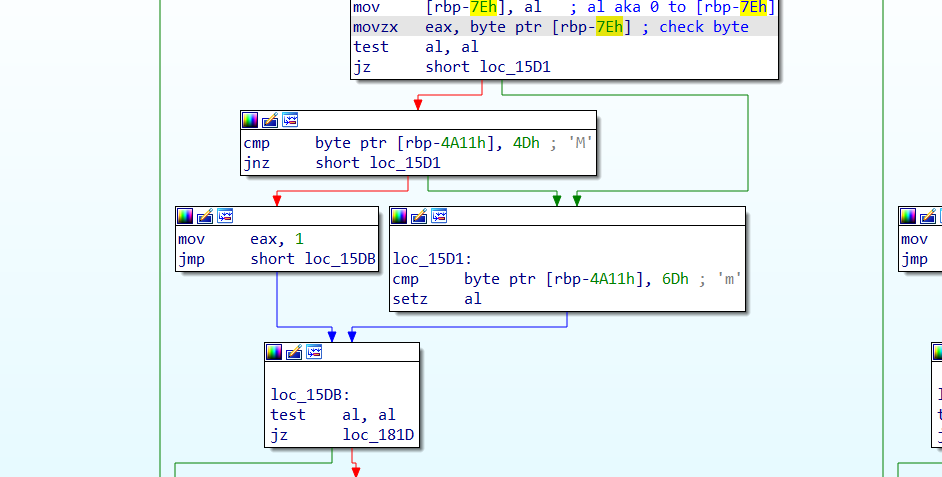 mov [rbp-7Eh], al ; al aka 0 to [rbp-7Eh]
movzx eax, byte ptr [rbp-7Eh] ; check byte
test al, al
jz short loc_15D1
cmp byte ptr [rbp-4A11h], 4Dh ; 'M'
jnz short loc_15D1
mov eax, 1
jmp short loc_15DB
loc_15D1:
cmp byte ptr [rbp-4A11h], 6Dh ; 'm'
setz al
mov
jmp
loc_15DB:
test al, al
jz loc_181D